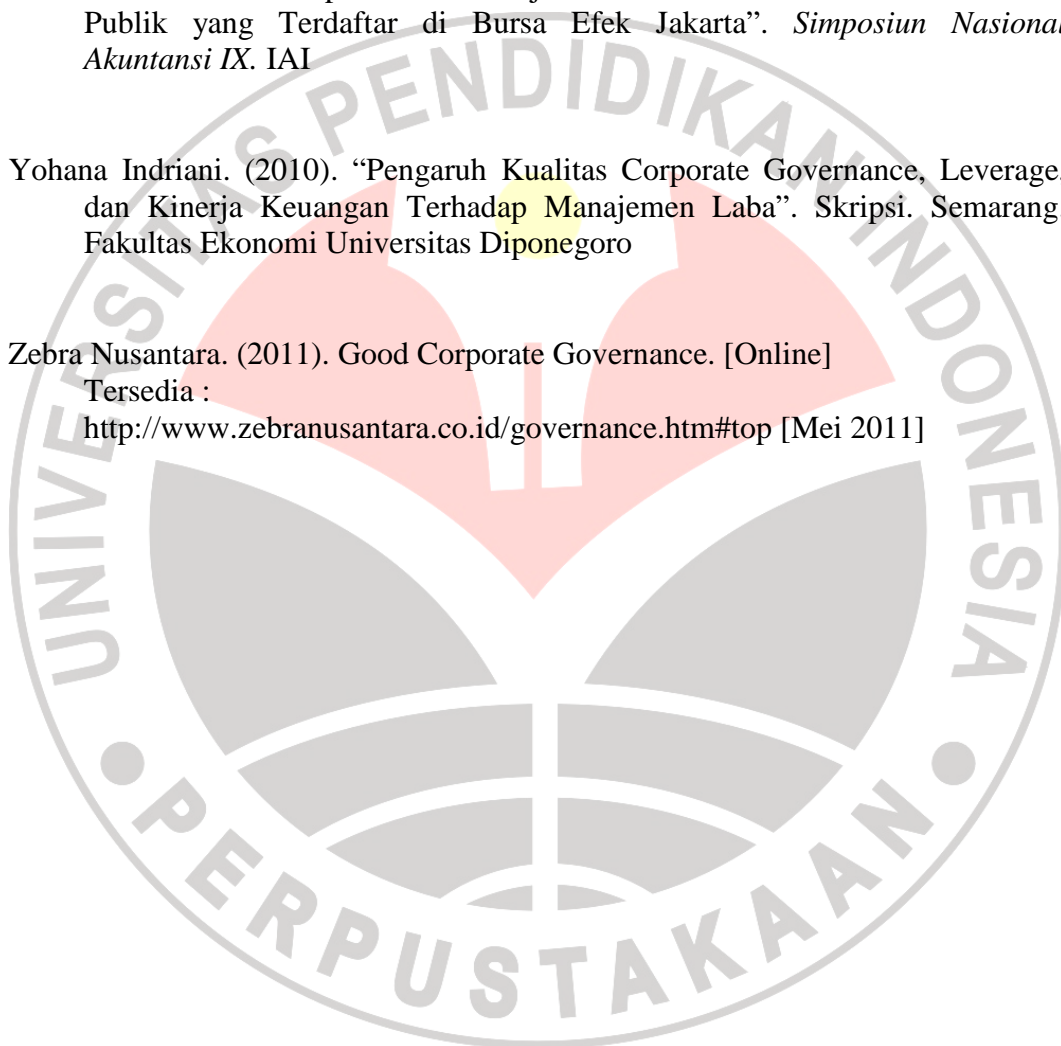 Publik yang Terdaftar di Bursa Efek Jakarta”. Simposiun Nasional
Akuntansi IX. IAI
Yohana Indriani. (2010). “Pengaruh Kualitas Corporate Governance, Leverage,
dan Kinerja Keuangan Terhadap Manajemen Laba”. Skripsi. Semarang
Fakultas Ekonomi Universitas Diponegoro
Zebra Nusantara. (2011). Good Corporate Governance. [Online]
Tersedia :
http://www.zebranusantara.co.id/governance.htm#top [Mei 2011]
UNIVERSITAS PENDIDIKAN INDONESIA
PERPUSTAKAAN